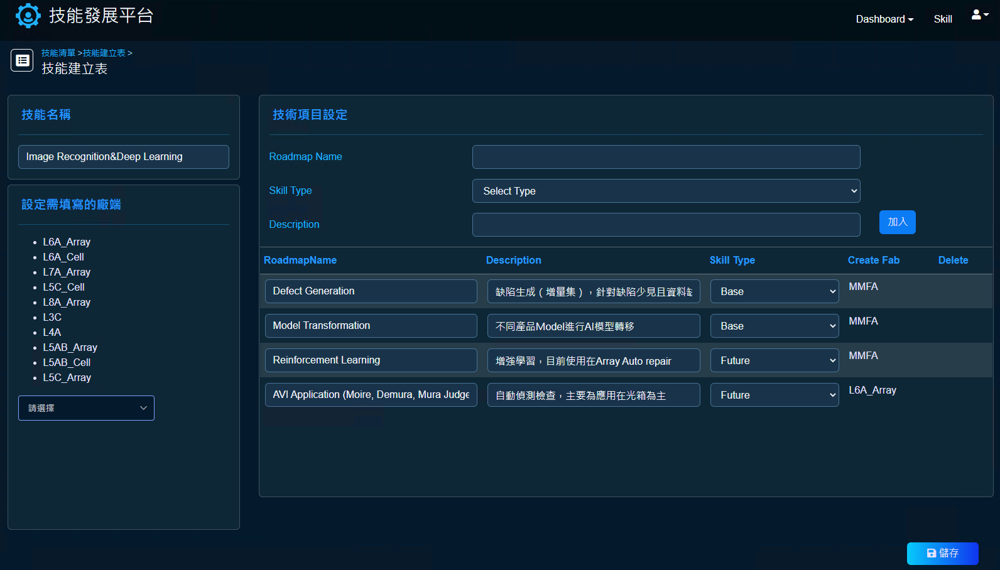 技能發展平台
Dashboard
Skill
技能清單 >技能建立表 >
技能建立表
技能名稱
Image Recognition&Deep Learning
設定需填寫的廠端
L6A_Array
L6A_Cell
L7A_Array
L5C_Cell
L8A_Array
L3C
L4A
L5AB_Array
L5AB_Cell
L5C_Array
請選擇
技術項目設定
Roadmap Name
Skill Type
Select Type
Description
加入
RoadmapName Description Skill Type Create Fab Delete
Defect Generation 缺陷生成（增量集），針對缺陷少見且資料缺 Base MMFA
Model Transformation 不同產品Model進行AI模型轉移 Base MMFA
Reinforcement Learning 增強學習，目前使用在Array Auto repair Future MMFA
AVI Application (Moire, Demura, Mura Judge 自動偵測檢查，主要為應用在光箱為主 Future L6A_Array
儲存